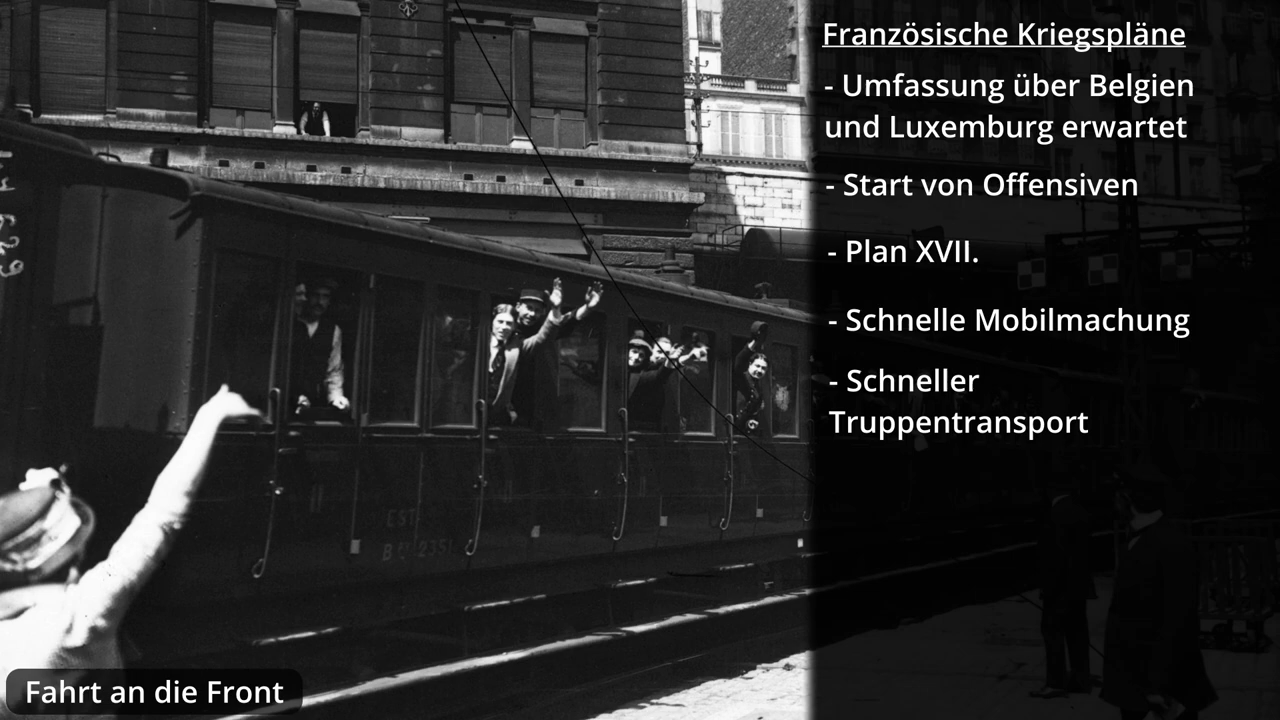 Französische Kriegspläne
- Umfassung über Belgien
und Luxemburg erwartet
- Start von Offensiven
- Plan XVII.
- Schnelle Mobilmachung
- Schneller
Truppentransport
EST
Fahrt an die Front